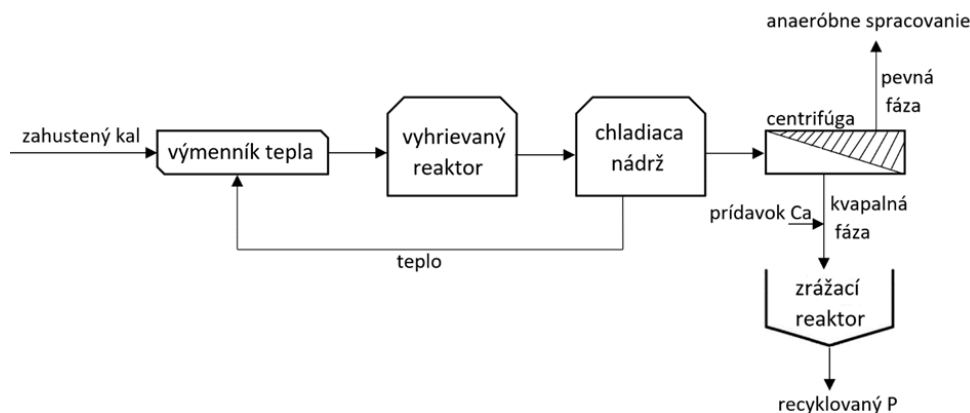 anaeróbne spracovanie
pevná
fáza
centrifúga
zahustený kal
výmenník tepla
vyhrievaný
reaktor
chladiaca
nádrž
prídavok Ca
kvapalná
fáza
teplo
zrážací
reaktor
recyklovaný P